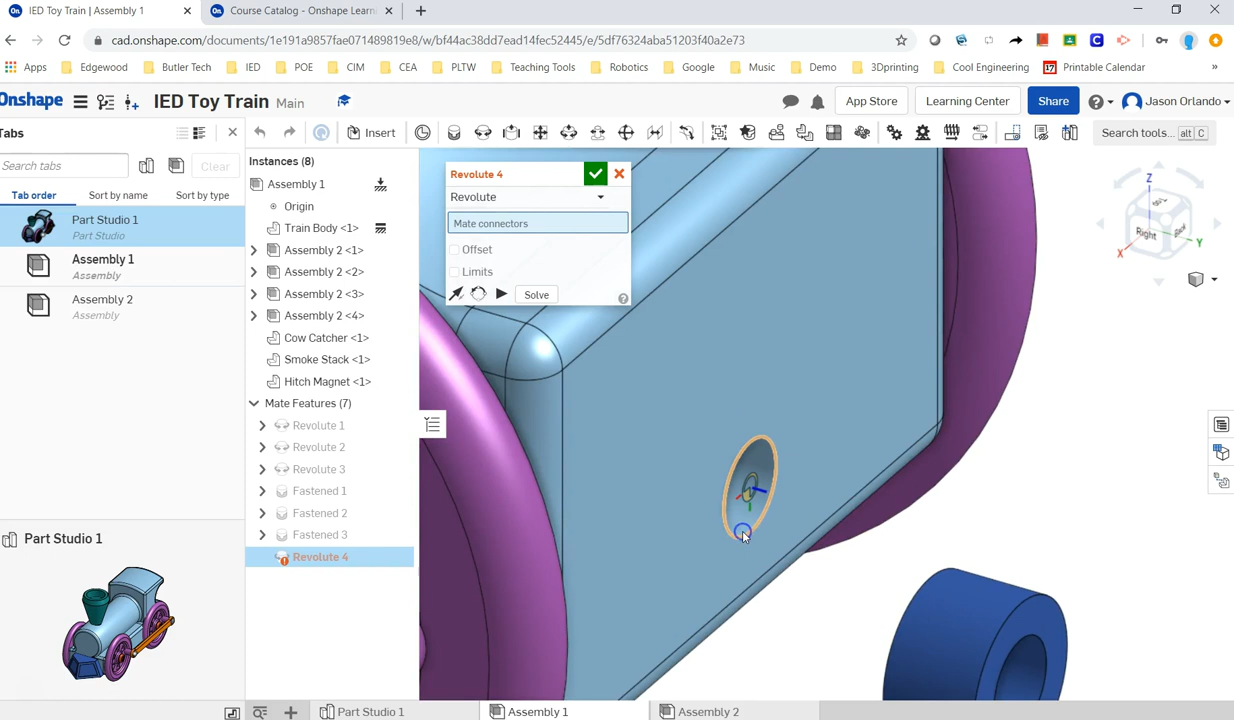 IED Toy Train | Assembly 1
Course Catalog - Onshape Learn
cad.onshape.com/documents/1e191a9857fae071489819e8/w/bf44ac38dd7ead14fec52445/e/5df76324aba51203f40a2e73
Apps Edgewood Butler Tech IED POE CIM CEA PLTW Teaching Tools Robotics Google Music Demo 3Dprinting Cool Engineering 17 Printable Calendar »
Onshape IED Toy Train Main App Store Learning Center Share Jason Orlando
Tabs
Insert
Search tools... alt C
Search tabs Clear
Tab order Sort by name Sort by type
Part Studio 1
Part Studio
Assembly 1
Assembly
Assembly 2
Assembly
Part Studio 1
Instances (8)
Assembly 1
Origin
Train Body <1>
Assembly 2 <1>
Assembly 2 <2>
Assembly 2 <3>
Assembly 2 <4>
Cow Catcher <1>
Smoke Stack <1>
Hitch Magnet <1>
Mate Features (7)
Revolute 1
Revolute 2
Revolute 3
Fastened 1
Fastened 2
Fastened 3
Revolute 4
Revolute 4
Revolute
Mate connectors
Offset
Limits
Solve
Z
Right Back
X Y
Part Studio 1 Assembly 1 Assembly 2